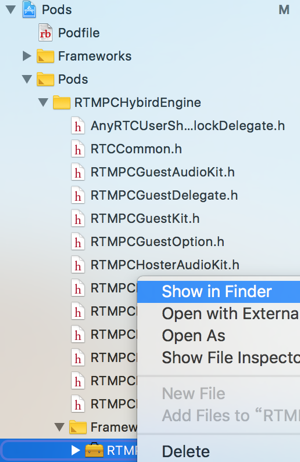 Pods M
rb Podfile
Frameworks
Pods
RTMPCHybirdEngine
h AnyRTCUserSh...lockDelegate.h
h RTCCommon.h
h RTMPCGuestAudioKit.h
h RTMPCGuestDelegate.h
h RTMPCGuestKit.h
h RTMPCGuestOption.h
h RTMPCHosterAudioKit.h
h RTMPC
Show in Finder
h RTMPC
Open with Externa
h RTMPC
Open As
h RTMPC
Show File Inspecto
h RTMPC
New File
h RTMPC
Add Files to “RTM
Framew
RTMP
Delete